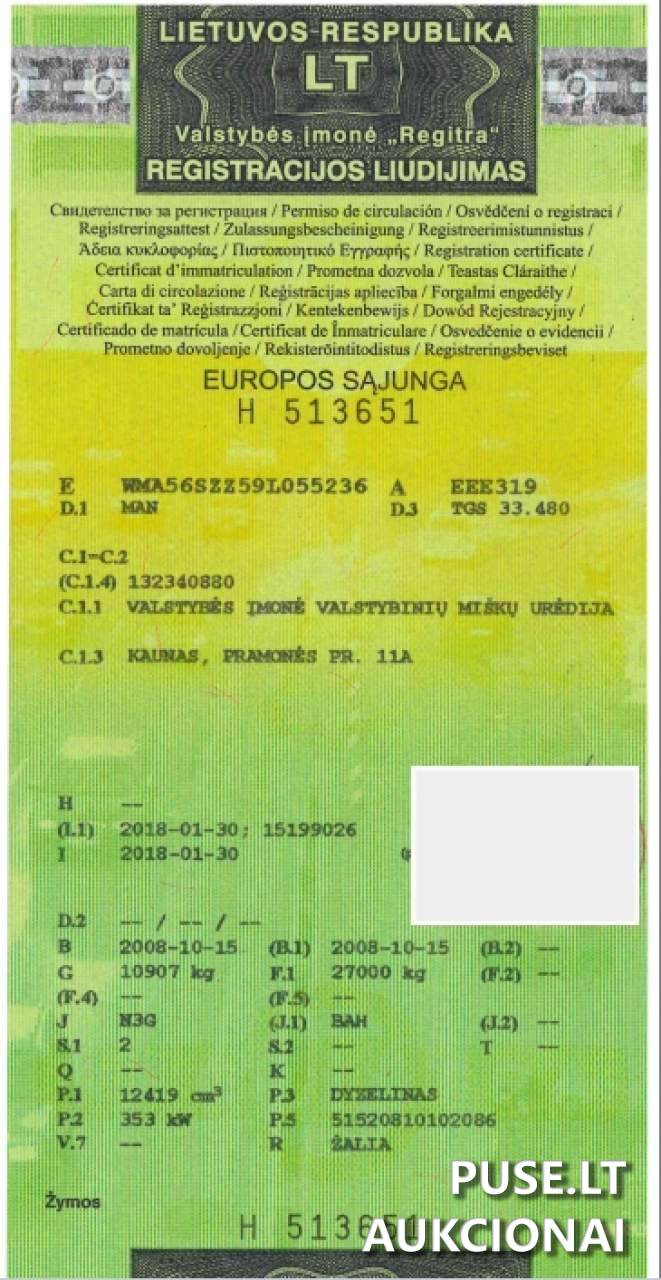 LIETUVOS RESPUBLIKA
LT
Valstybės įmonė „Regitra“
REGISTRACIJOS LIUDIJIMAS
Свидетелство за регистрация / Permiso de circulación / Osvědčení o registraci /
Registreringsattest / Zulassungsbescheinigung / Registreerimistunnistus /
Άδεια κυκλοφορίας / Πιστοποιητικό Εγγραφής / Registration certificate /
Certificat d'immatriculation / Prometna dozvola / Teastas Cláraithe /
Carta di circolazione / Reģistrācijas apliecība / Forgalmi engedély /
Ċertifikat ta' Reġistrazzjoni / Kentekenbewijs / Dowód Rejestracyjny /
Certificado de matrícula / Certificat de Înmatriculare / Osvedčenie o evidencii /
Prometno dovoljenje / Rekisteröintitodistus / Registreringsbeviset
EUROPOS SĄJUNGA
H 513651
E WMA56SZZ59L055236 A EEE319
D.1 MAN D.3 TGS 33.480
C.1=C.2
(C.1.4) 132340880
C.1.1 VALSTYBĖS ĮMONĖ VALSTYBINIŲ MIŠKŲ URĖDIJA
C.1.3 KAUNAS, PRAMONĖS PR. 11A
H --
(I.1) 2018-01-30; 15199026
I 2018-01-30
D.2 -- / -- / --
B 2008-10-15 (B.1) 2008-10-15 (B.2) --
G 10907 kg F.1 27000 kg (F.2) --
(F.4) -- (F.5) --
J N3G (J.1) BAH (J.2) --
S.1 2 S.2 -- T --
Q -- K --
P.1 12419 cm³ P.3 DYZELINAS
P.2 353 kW P.5 51520810102086
V.7 -- R ŽALIA
Žymos
H 513651
PUSE.LT
AUKCIONAI